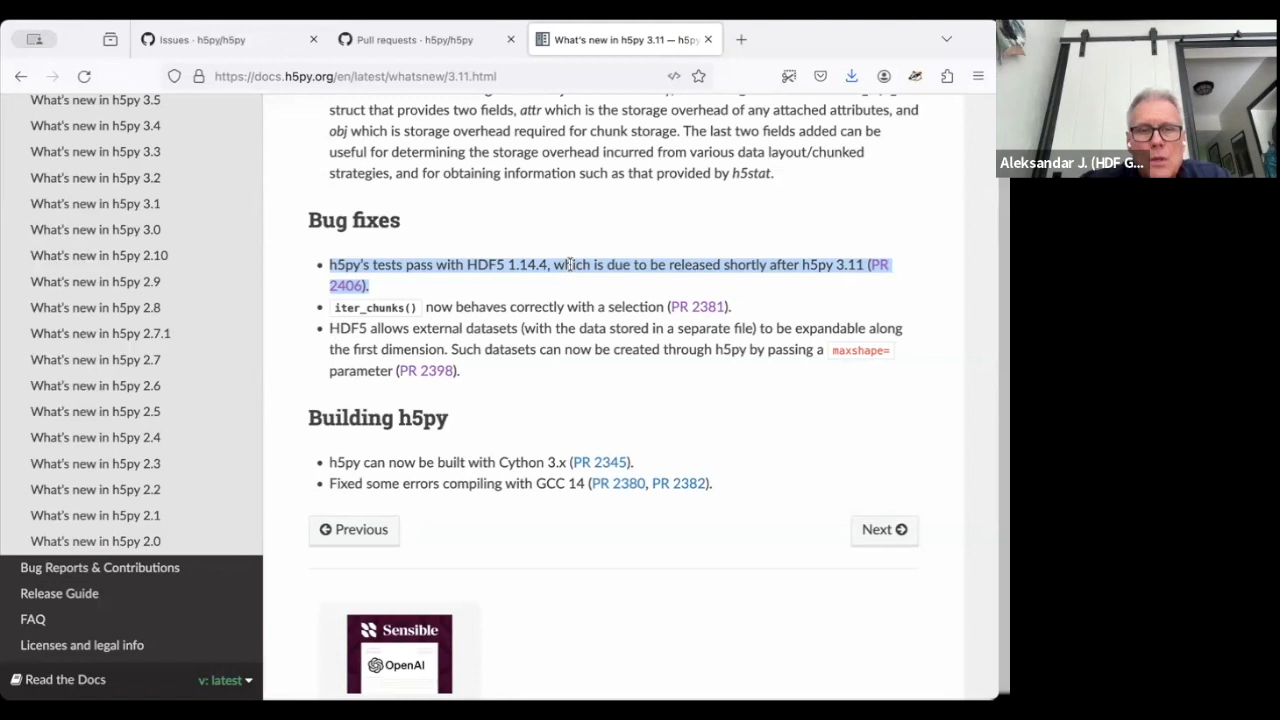 Issues · h5py/h5py
Pull requests · h5py/h5py
What's new in h5py 3.11 — h5py
https://docs.h5py.org/en/latest/whatsnew/3.11.html
Aleksandar J. (HDF G...
What's new in h5py 3.5
What's new in h5py 3.4
What's new in h5py 3.3
What's new in h5py 3.2
What's new in h5py 3.1
What's new in h5py 3.0
What's new in h5py 2.10
What's new in h5py 2.9
What's new in h5py 2.8
What's new in h5py 2.7.1
What's new in h5py 2.7
What's new in h5py 2.6
What's new in h5py 2.5
What's new in h5py 2.4
What's new in h5py 2.3
What's new in h5py 2.2
What's new in h5py 2.1
What's new in h5py 2.0
Bug Reports & Contributions
Release Guide
FAQ
Licenses and legal info
Read the Docs
v: latest
struct that provides two fields, attr which is the storage overhead of any attached attributes, and
obj which is storage overhead required for chunk storage. The last two fields added can be
useful for determining the storage overhead incurred from various data layout/chunked
strategies, and for obtaining information such as that provided by h5stat.
Bug fixes
• h5py's tests pass with HDF5 1.14.4, which is due to be released shortly after h5py 3.11 (PR
2406).
• iter_chunks() now behaves correctly with a selection (PR 2381).
• HDF5 allows external datasets (with the data stored in a separate file) to be expandable along
the first dimension. Such datasets can now be created through h5py by passing a maxshape=
parameter (PR 2398).
Building h5py
• h5py can now be built with Cython 3.x (PR 2345).
• Fixed some errors compiling with GCC 14 (PR 2380, PR 2382).
Previous
Next
Sensible
OpenAI